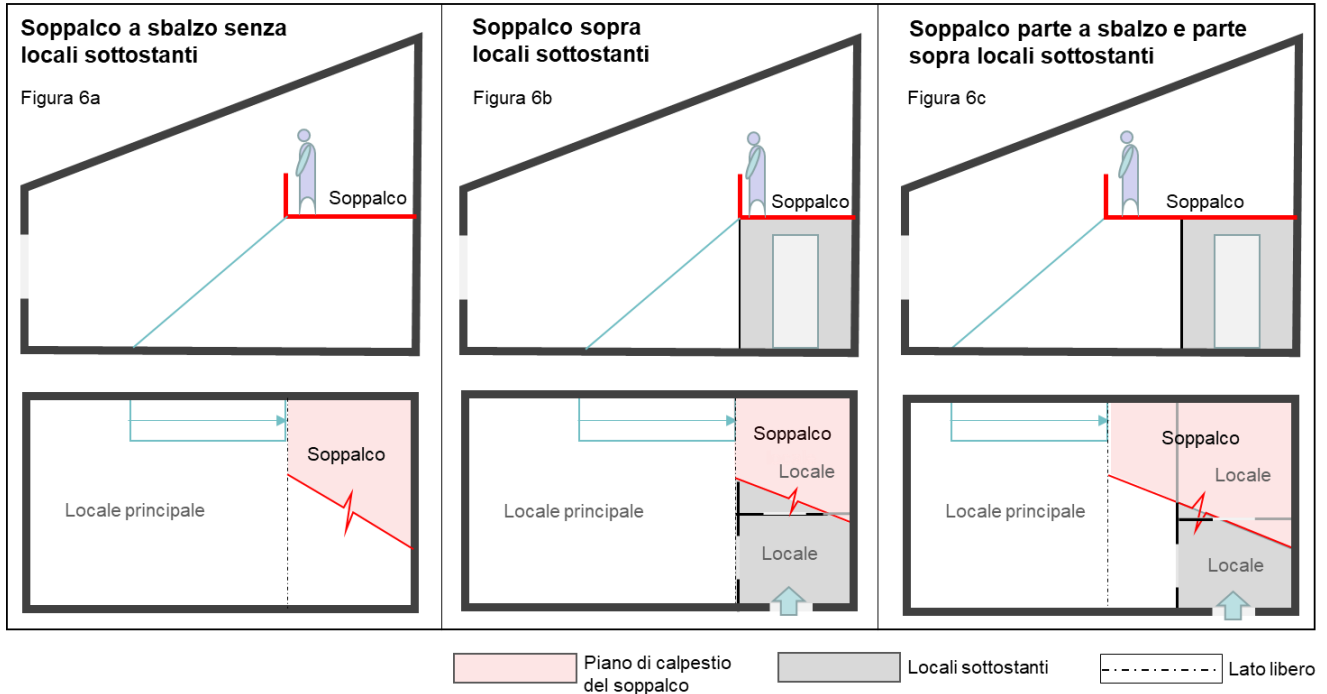 Soppalco a sbalzo senza
locali sottostanti
Figura 6a
Soppalco
Soppalco
Locale principale
Soppalco sopra
locali sottostanti
Figura 6b
Soppalco
Soppalco
Locale
Locale principale
Locale
Soppalco parte a sbalzo e parte
sopra locali sottostanti
Figura 6c
Soppalco
Soppalco
Locale
Locale principale
Locale
Piano di calpestio
del soppalco
Locali sottostanti
Lato libero